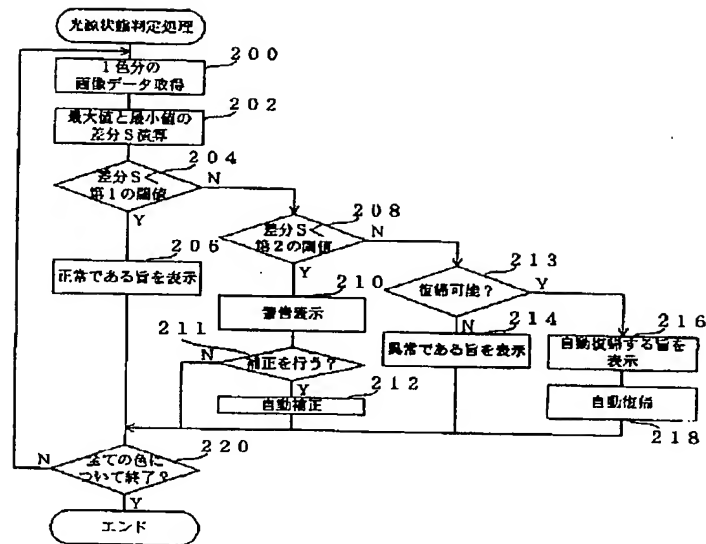 光線状態判定処理
200
1色分の
画像データ取得
202
最大値と最小値の
差分S演算
204
差分S<
第1の閾値
N
Y
206
正常である旨を表示
208
差分S<
第2の閾値
N
Y
210
警告表示
211
補正を行う?
N
Y
212
自動補正
213
復帰可能?
Y
N
214
異常である旨を表示
216
自動復帰する旨を
表示
自動復帰
218
220
全ての色に
ついて終了?
N
Y
エンド